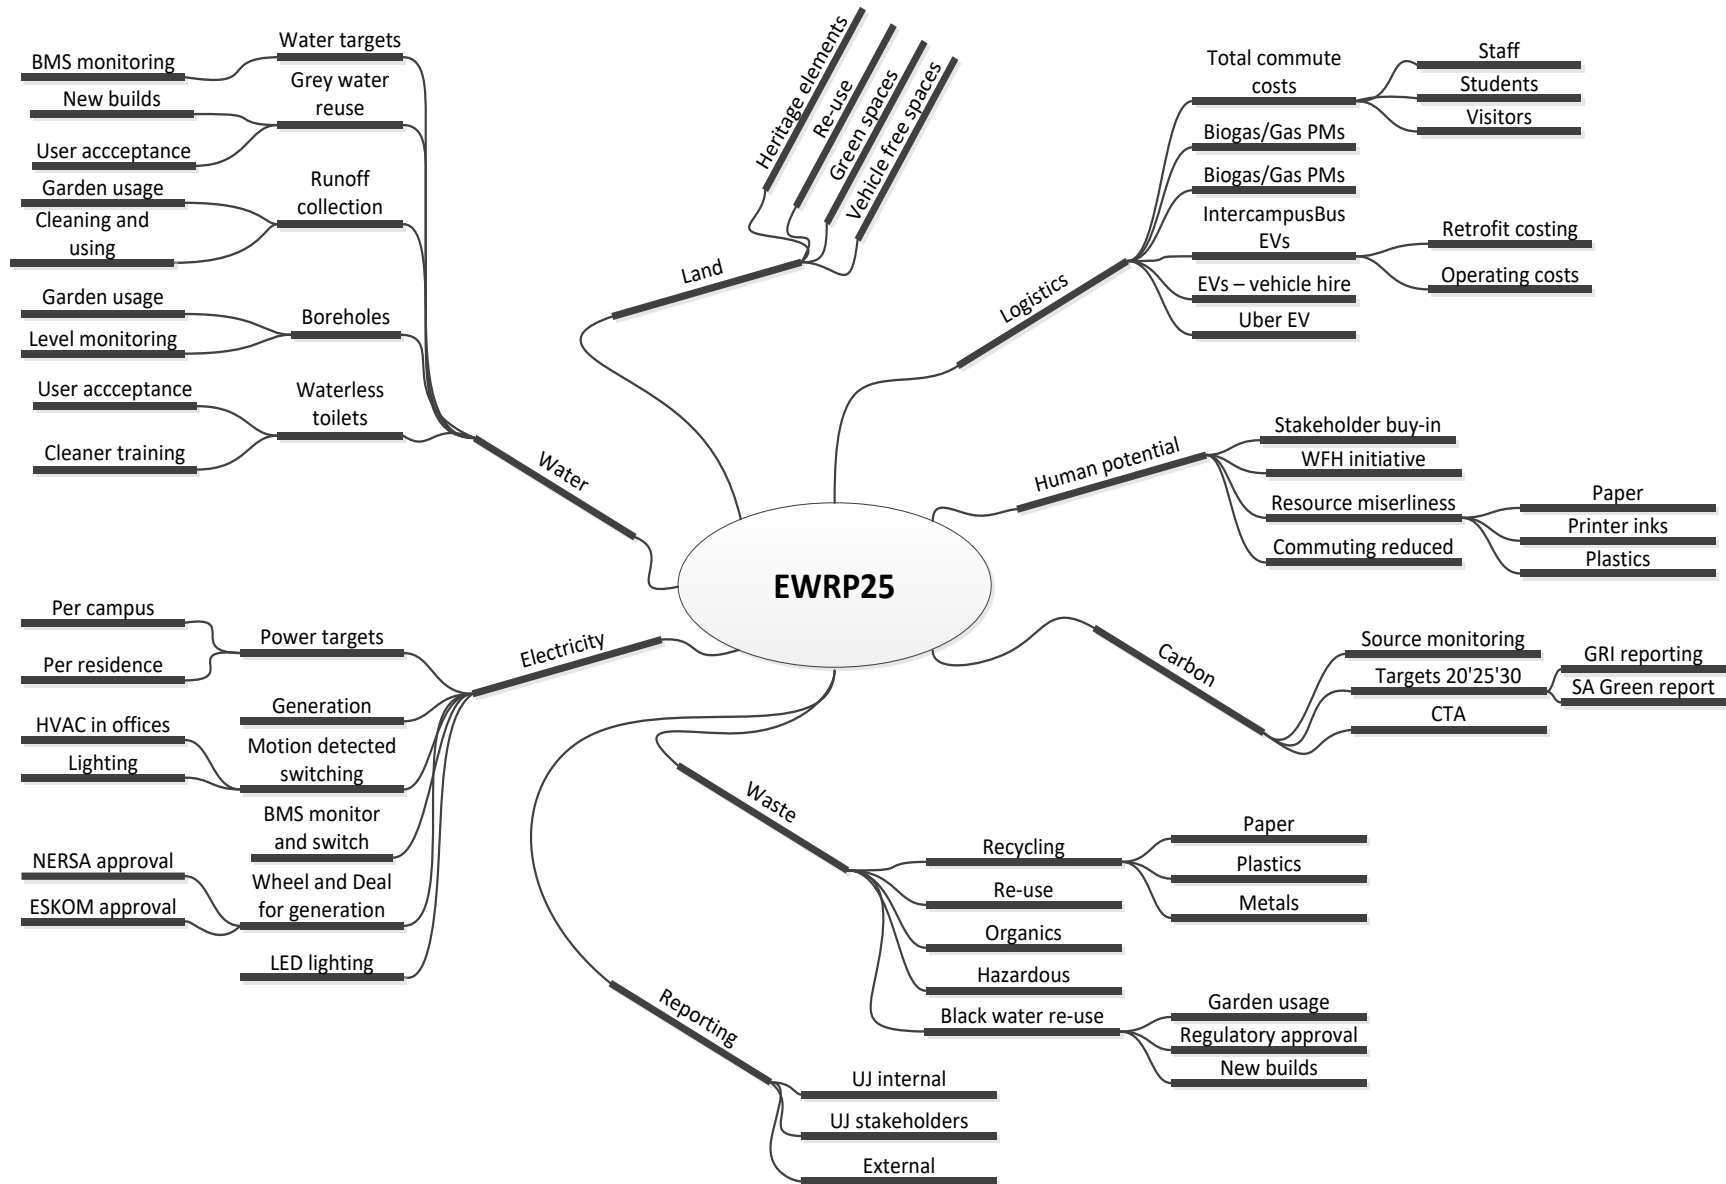 EWRP25
Land
Heritage elements
Re-use
Green spaces
Vehicle free spaces
Logistics
Total commute
costs
Staff
Students
Visitors
Biogas/Gas PMs
Biogas/Gas PMs
IntercampusBus
EVs
Retrofit costing
Operating costs
EVs – vehicle hire
Uber EV
Human potential
Stakeholder buy-in
WFH initiative
Resource miserliness
Paper
Printer inks
Plastics
Commuting reduced
Carbon
Source monitoring
Targets 20'25'30
GRI reporting
SA Green report
CTA
Waste
Recycling
Paper
Plastics
Metals
Re-use
Organics
Hazardous
Black water re-use
Garden usage
Regulatory approval
New builds
Reporting
UJ internal
UJ stakeholders
External
Electricity
Power targets
Per campus
Per residence
Generation
Motion detected
switching
HVAC in offices
Lighting
BMS monitor
and switch
Wheel and Deal
for generation
NERSA approval
ESKOM approval
LED lighting
Water
Water targets
BMS monitoring
Grey water
reuse
New builds
User accceptance
Runoff
collection
Garden usage
Cleaning and
using
Boreholes
Garden usage
Level monitoring
Waterless
toilets
User accceptance
Cleaner training